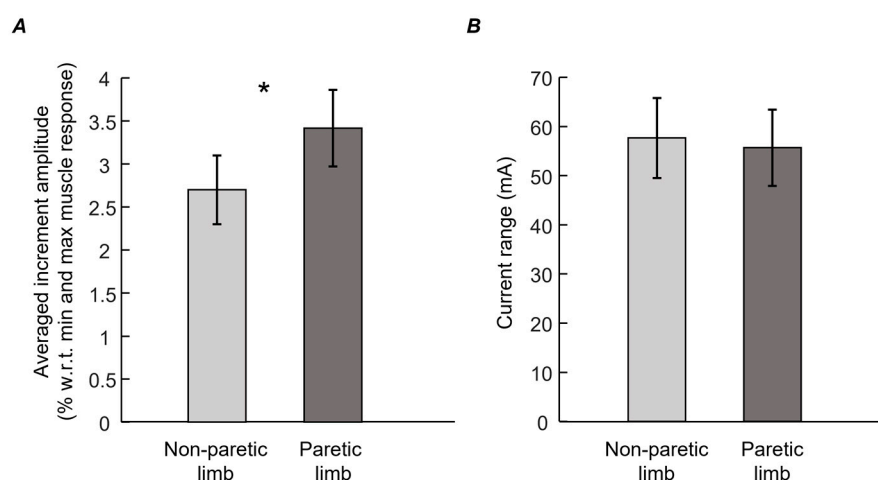 A
Averaged increment amplitude
(% w.r.t. min and max muscle response)
4
3.5
3
2.5
2
1.5
1
0.5
0
*
Non-paretic
limb
Paretic
limb
B
Current range (mA)
70
60
50
40
30
20
10
0
Non-paretic
limb
Paretic
limb